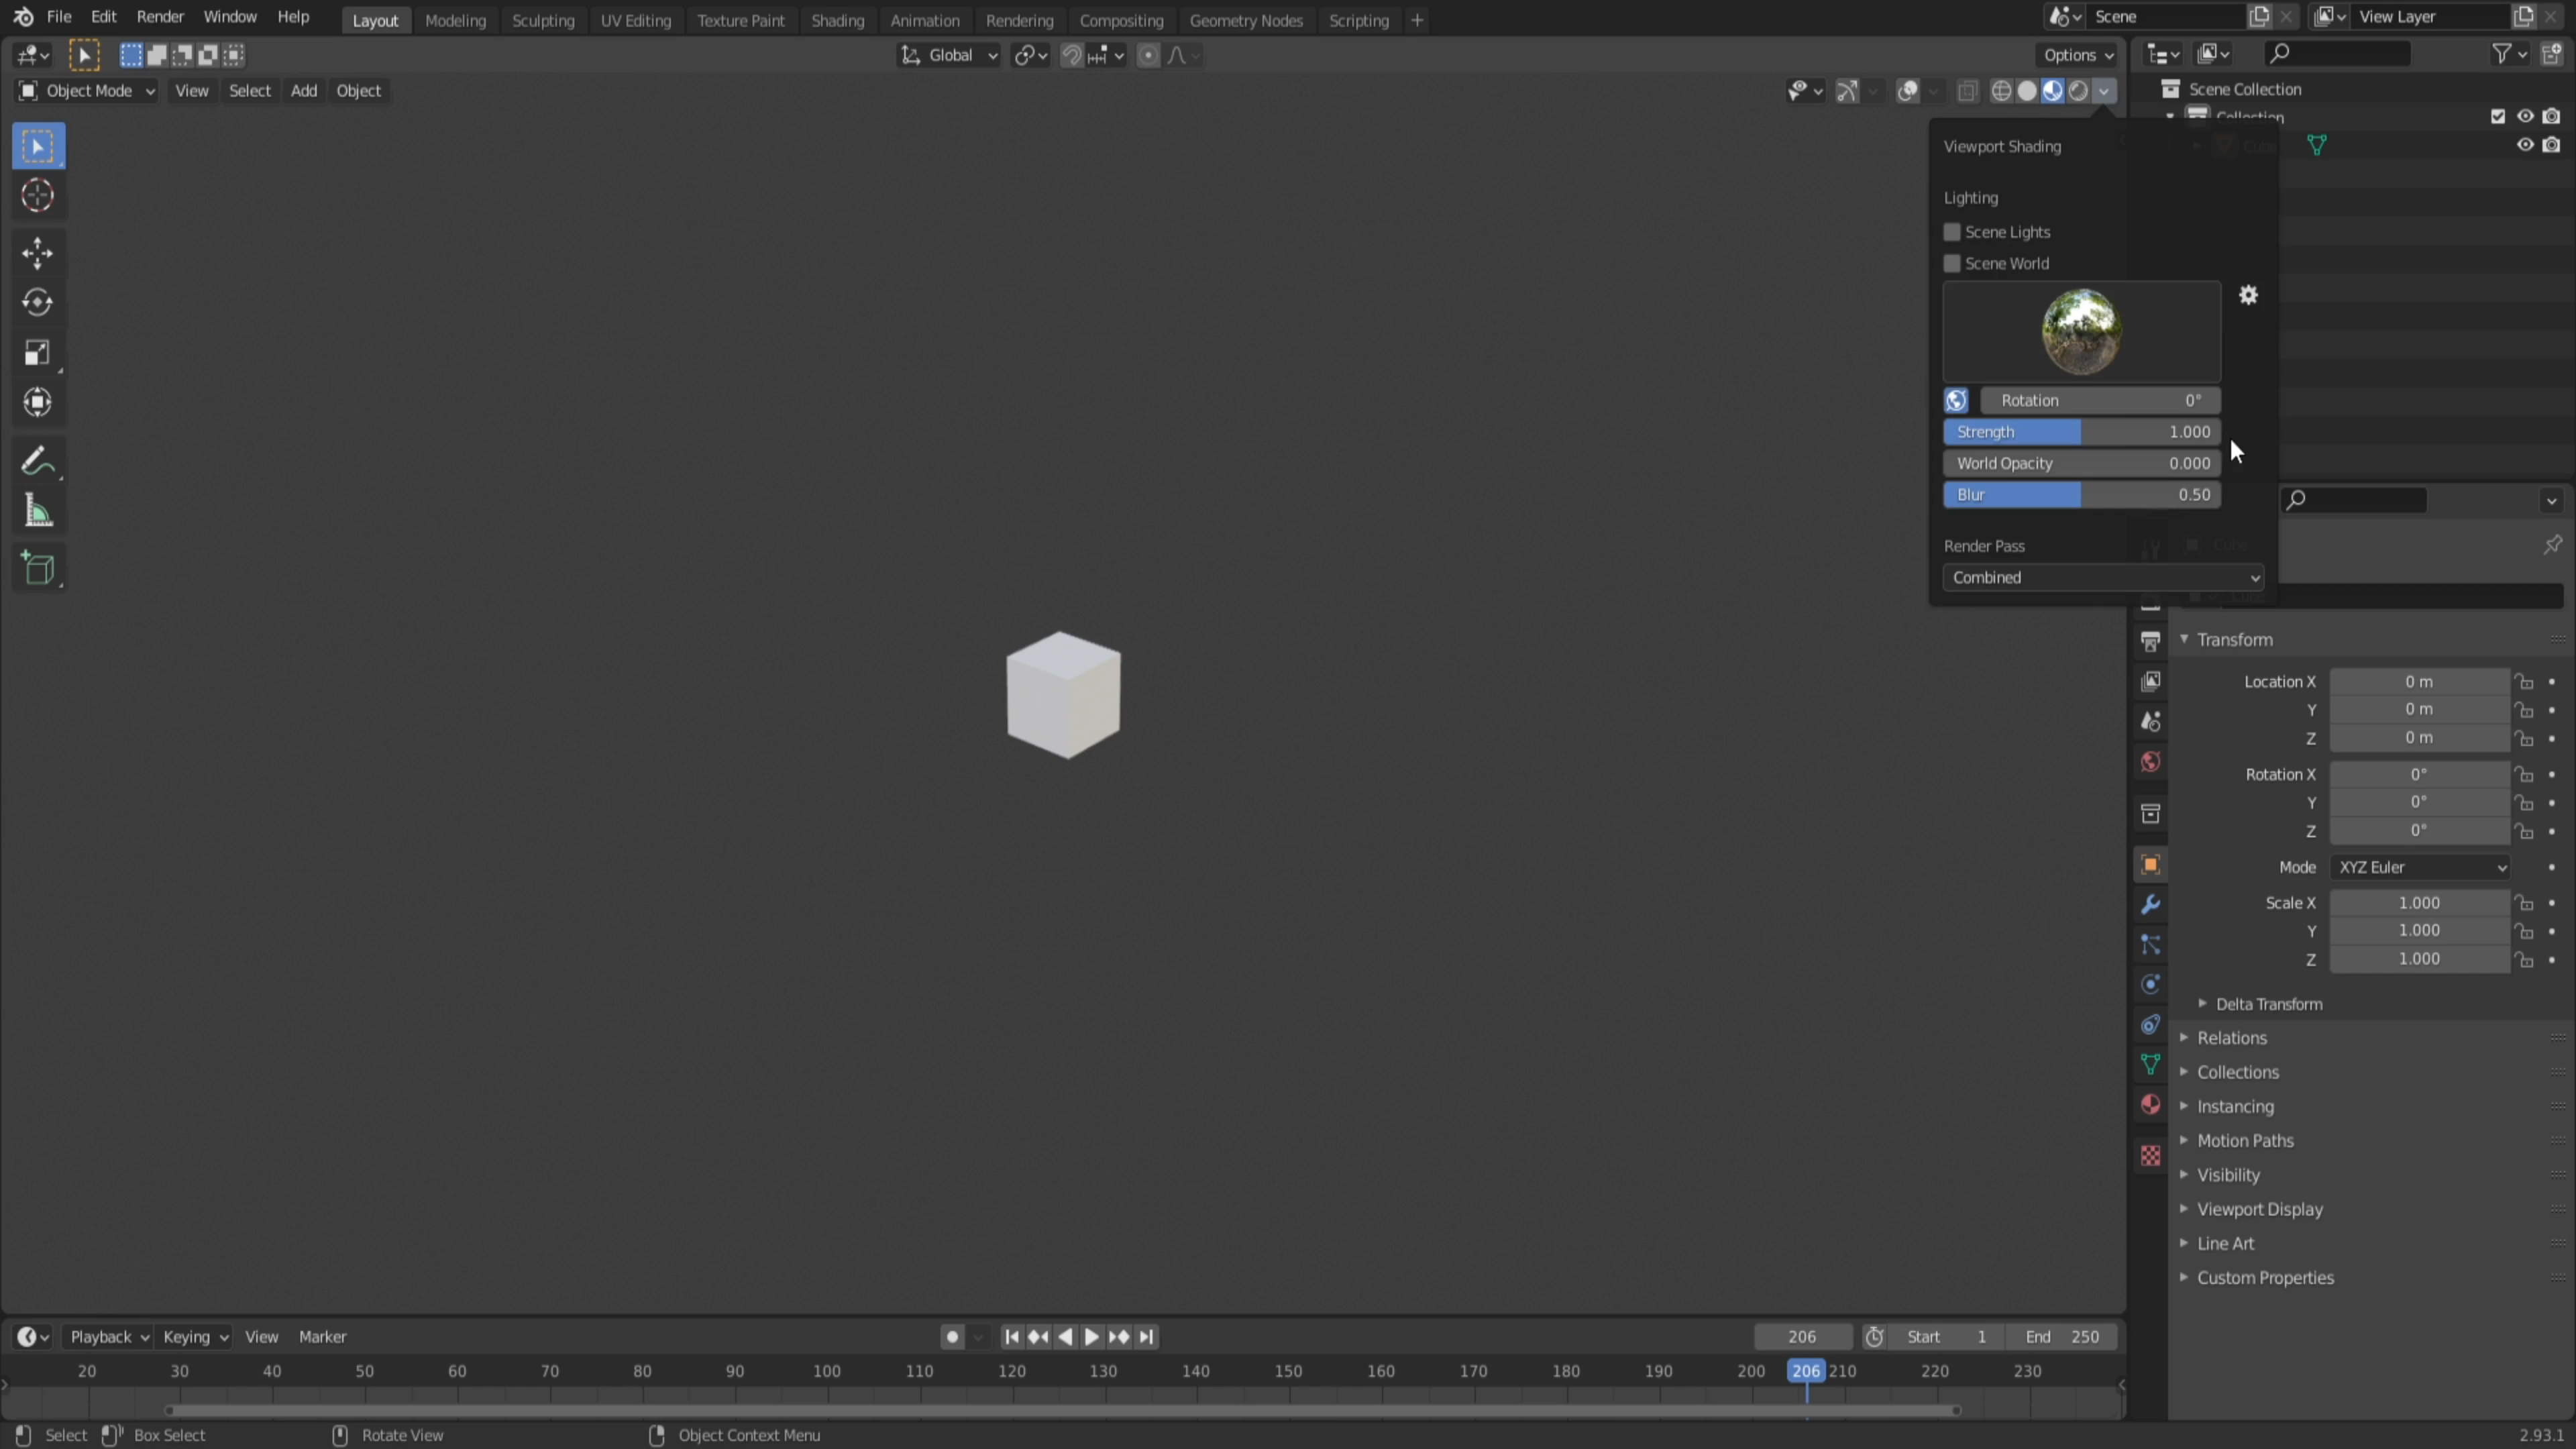 File Edit Render Window Help Layout Modeling Sculpting UV Editing Texture Paint Shading Animation Rendering Compositing Geometry Nodes Scripting + Scene View Layer
Global Options
Object Mode View Select Add Object
Scene Collection
Collection
Cube
Viewport Shading
Lighting
Scene Lights
Scene World
Rotation 0°
Strength 1.000
World Opacity 0.000
Blur 0.50
Render Pass
Combined
Cube
Cube
Transform
Location X 0 m
Y 0 m
Z 0 m
Rotation X 0°
Y 0°
Z 0°
Mode XYZ Euler
Scale X 1.000
Y 1.000
Z 1.000
Delta Transform
Relations
Collections
Instancing
Motion Paths
Visibility
Viewport Display
Line Art
Custom Properties
Playback Keying View Marker 206 Start 1 End 250
20 30 40 50 60 70 80 90 100 110 120 130 140 150 160 170 180 190 200 206 210 220 230
Select Box Select Rotate View Object Context Menu 2.93.1